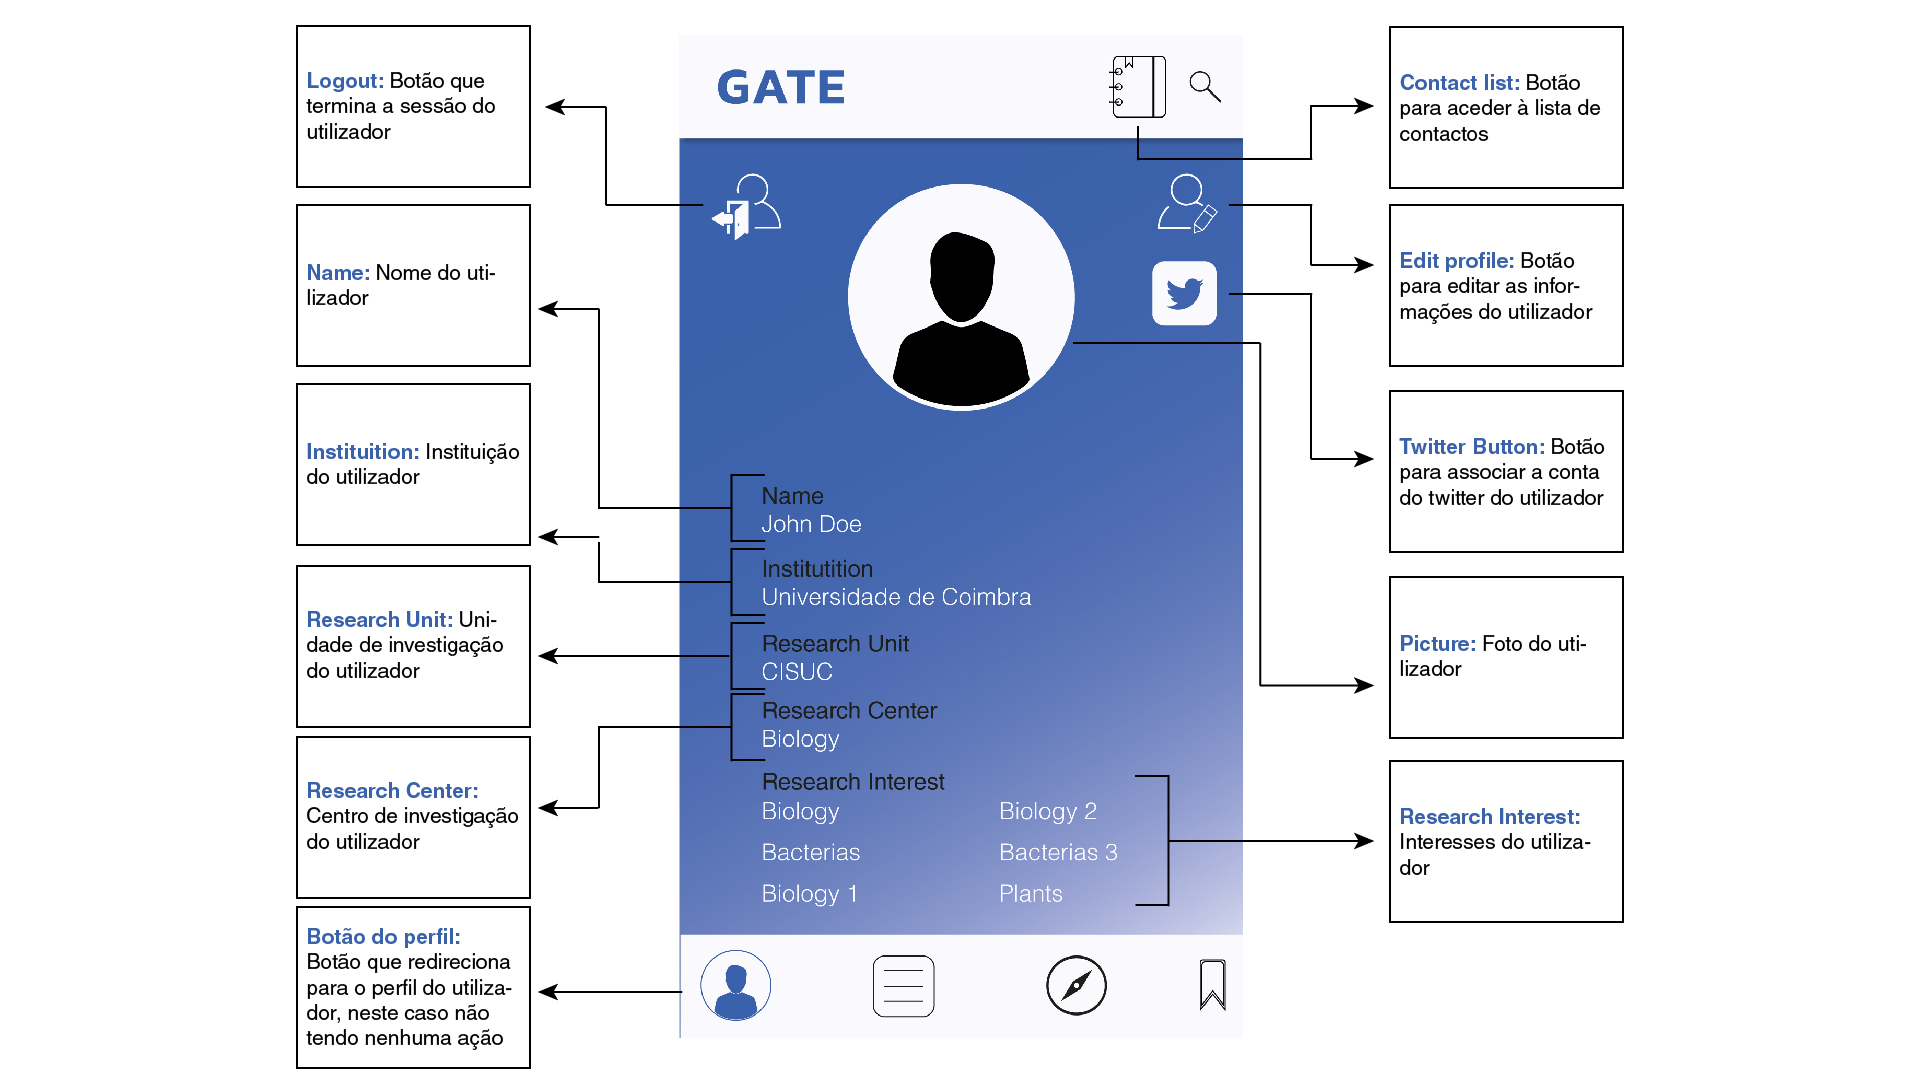 Logout: Botão que
termina a sessão do
utilizador
Name: Nome do uti-
lizador
Instituition: Instituição
do utilizador
Research Unit: Uni-
dade de investigação
do utilizador
Research Center:
Centro de investigação
do utilizador
Botão do perfil:
Botão que redireciona
para o perfil do utiliza-
dor, neste caso não
tendo nenhuma ação
GATE
Name
John Doe
Institutition
Universidade de Coimbra
Research Unit
CISUC
Research Center
Biology
Research Interest
Biology
Biology 2
Bacterias
Bacterias 3
Biology 1
Plants
Contact list: Botão
para aceder à lista de
contactos
Edit profile: Botão
para editar as infor-
mações do utilizador
Twitter Button: Botão
para associar a conta
do twitter do utilizador
Picture: Foto do uti-
lizador
Research Interest:
Interesses do utiliza-
dor